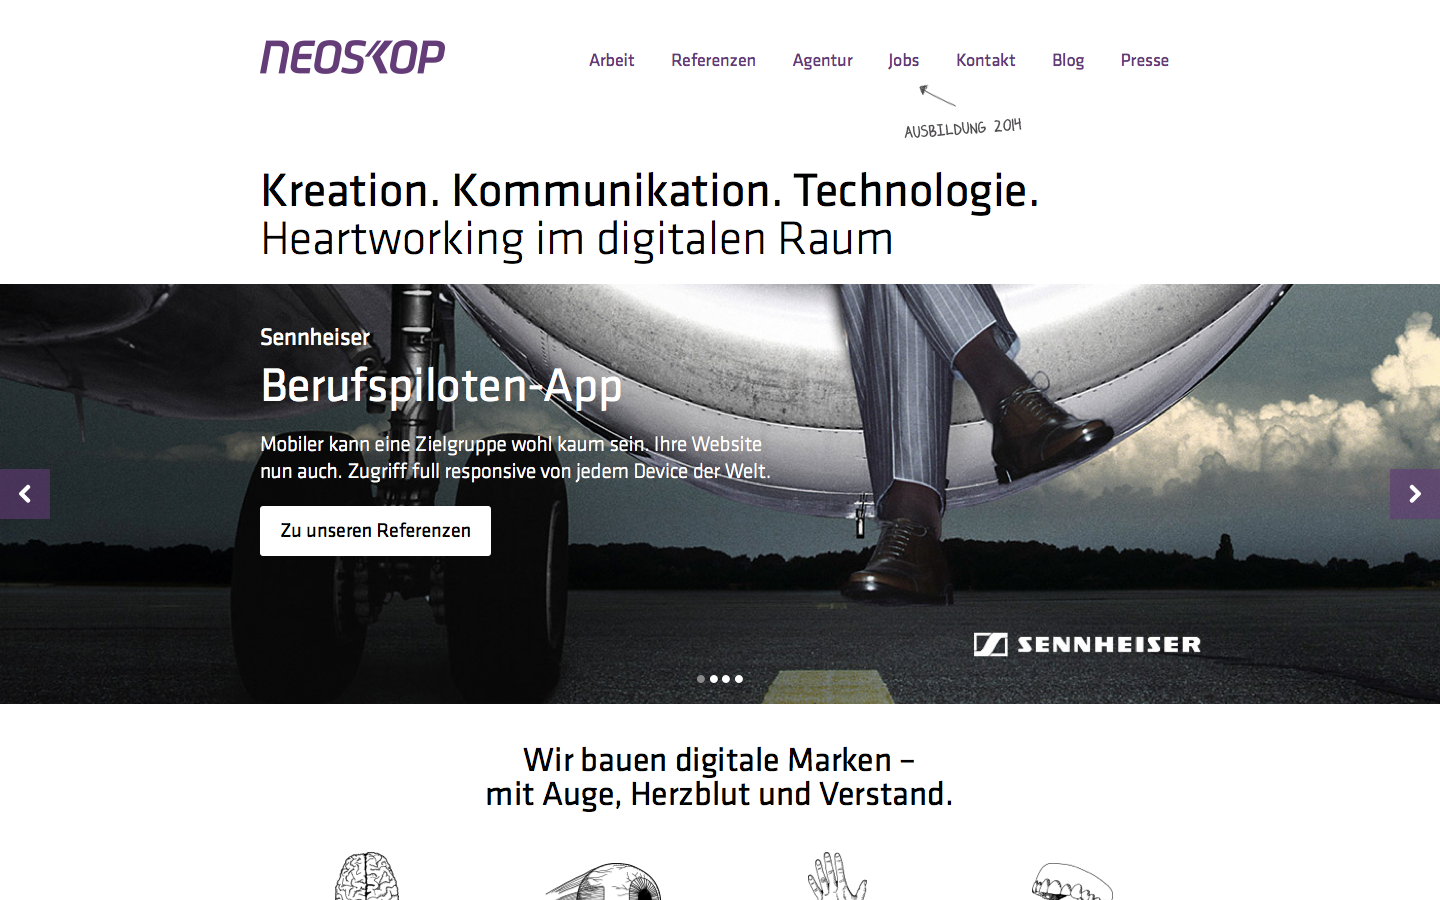 NEOSKOP
Arbeit Referenzen Agentur Jobs Kontakt Blog Presse
AUSBILDUNG 2014
Kreation. Kommunikation. Technologie.
Heartworking im digitalen Raum
Sennheiser
Berufspiloten-App
Mobiler kann eine Zielgruppe wohl kaum sein. Ihre Website
nun auch. Zugriff full responsive von jedem Device der Welt.
Zu unseren Referenzen
SENNHEISER
Wir bauen digitale Marken –
mit Auge, Herzblut und Verstand.